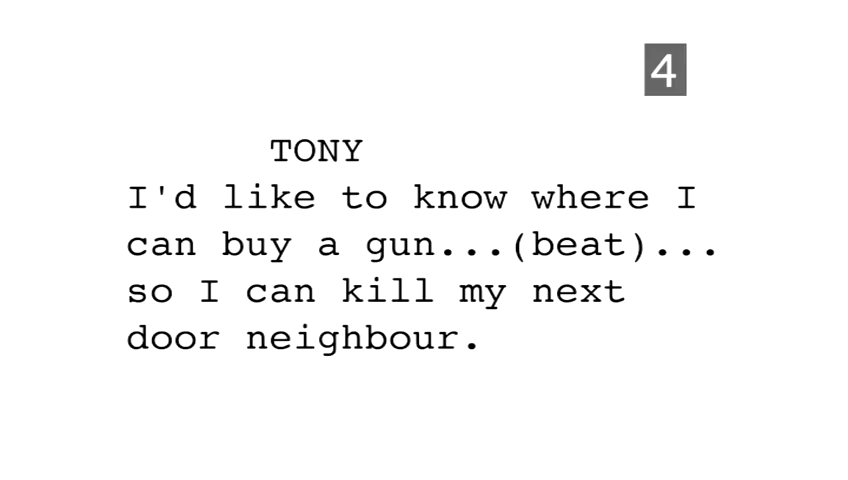 4
TONY
I'd like to know where I
can buy a gun...(beat)...
so I can kill my next
door neighbour.